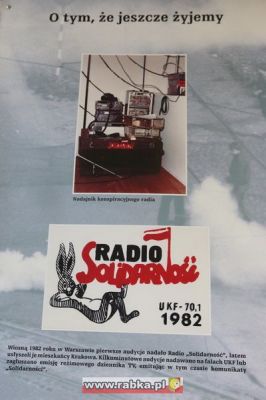 O tym, że jeszcze żyjemy
Nadajnik konspiracyjnego radia
RADIO
SOLIDARNOŚĆ
UKF-70,1
1982
Wiosną 1982 roku w Warszawie pierwsze audycje nadało Radio „Solidarność”, latem
usłyszeli je mieszkańcy Krakowa. Kilkuminutowe audycje nadawano na falach UKF lub
zagłuszano emisję reżimowego dziennika TV, emitując w tym czasie komunikaty
„Solidarności”.
www.rabka.pl